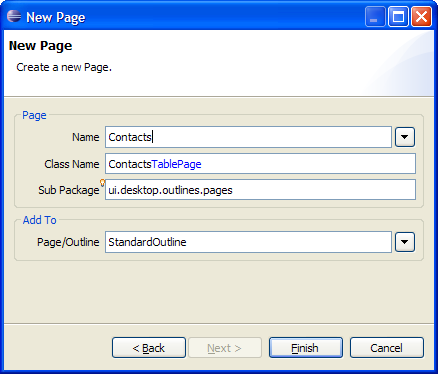 New Page
New Page
Create a new Page.
Page
Name Contacts
Class Name ContactsTablePage
Sub Package ui.desktop.outlines.pages
Add To
Page/Outline StandardOutline
< Back Next > Finish Cancel